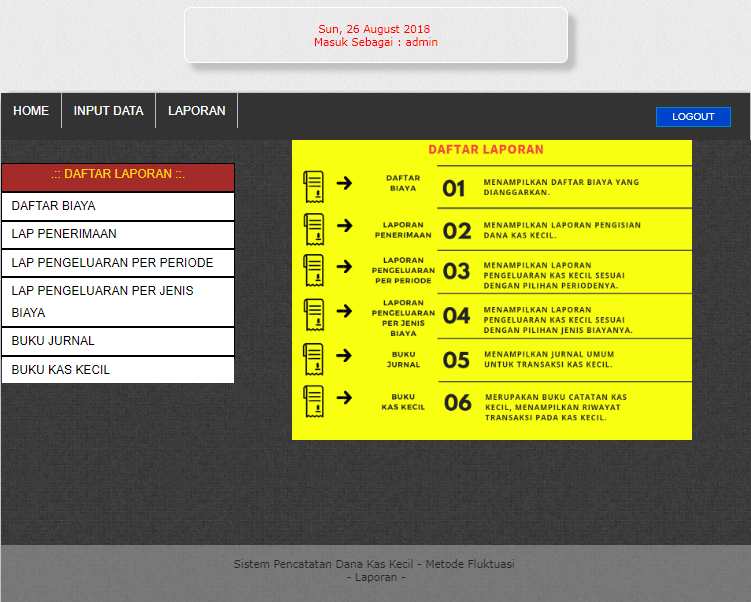 Sun, 26 August 2018
Masuk Sebagai : admin
HOME
INPUT DATA
LAPORAN
LOGOUT
.:: DAFTAR LAPORAN ::.
DAFTAR BIAYA
LAP PENERIMAAN
LAP PENGELUARAN PER PERIODE
LAP PENGELUARAN PER JENIS
BIAYA
BUKU JURNAL
BUKU KAS KECIL
DAFTAR LAPORAN
DAFTAR
BIAYA
01
MENAMPILKAN DAFTAR BIAYA YANG
DIANGGARKAN.
LAPORAN
PENERIMAAN
02
MENAMPILKAN LAPORAN PENGISIAN
DANA KAS KECIL.
LAPORAN
PENGELUARAN
PER PERIODE
03
MENAMPILKAN LAPORAN
PENGELUARAN KAS KECIL SESUAI
DENGAN PILIHAN PERIODENYA.
LAPORAN
PENGELUARAN
PER JENIS
BIAYA
04
MENAMPILKAN LAPORAN
PENGELUARAN KAS KECIL SESUAI
DENGAN PILIHAN JENIS BIAYANYA.
BUKU
JURNAL
05
MENAMPILKAN JURNAL UMUM
UNTUK TRANSAKSI KAS KECIL.
BUKU
KAS KECIL
06
MERUPAKAN BUKU CATATAN KAS
KECIL, MENAMPILKAN RIWAYAT
TRANSAKSI PADA KAS KECIL.
Sistem Pencatatan Dana Kas Kecil - Metode Fluktuasi
- Laporan -